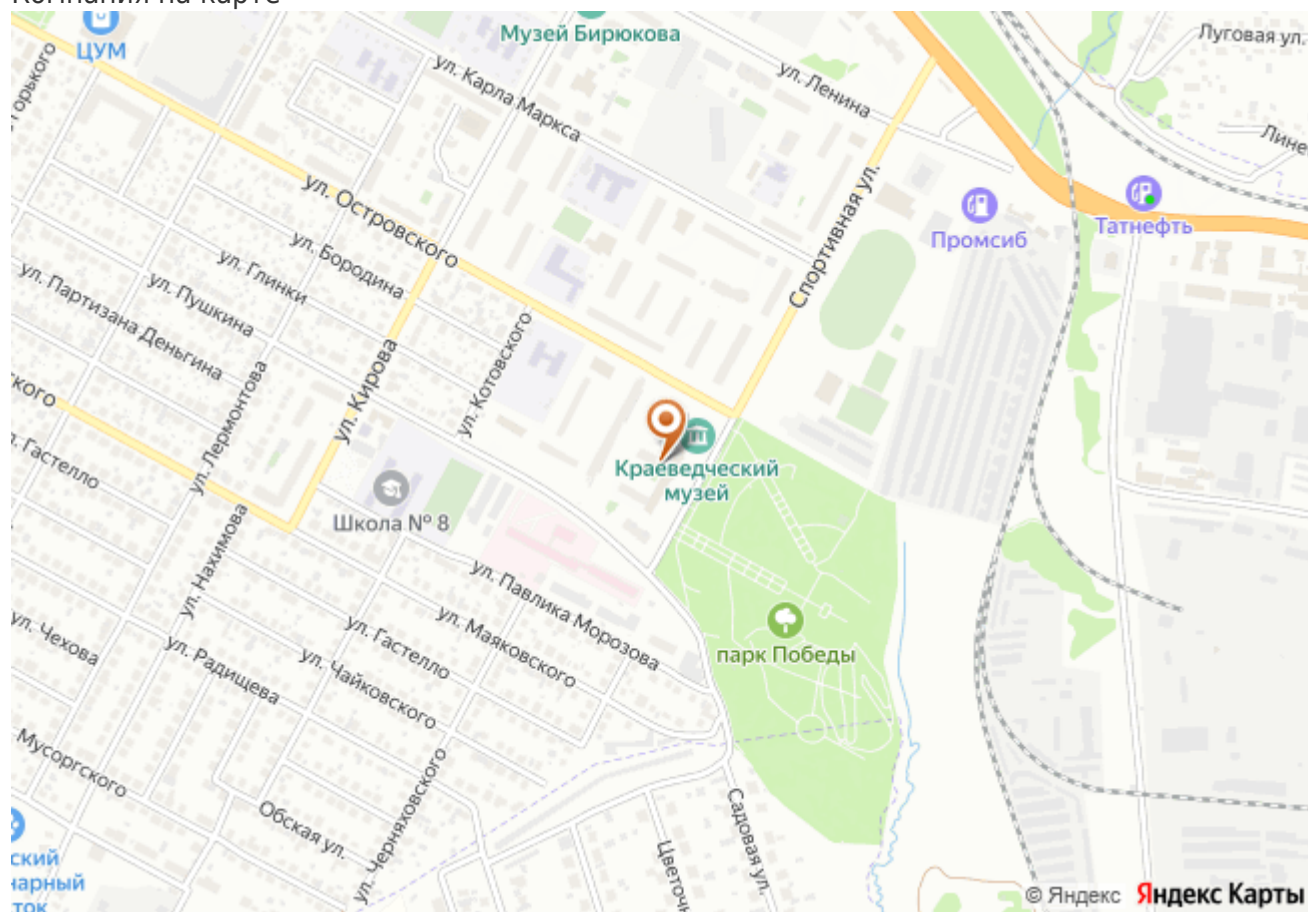 Компания на карте
ЦУМ
Музей Бирюкова
Луговая ул.
ул. Карла Маркса
ул. Ленина
ул. Островского
Спортивная ул.
Промсиб
Татнефть
ул. Бородина
ул. Глинки
ул. Пушкина
ул. Партизана Деньгина
ул. Лермонтова
ул. Кирова
ул. Котовского
Краеведческий
музей
Школа № 8
ул. Нахимова
ул. Павлика Морозова
ул. Маяковского
ул. Гастелло
ул. Чайковского
ул. Радищева
ул. Чехова
парк Победы
Мусоргского
Обская ул.
ул. Черняховского
Садовая ул.
© Яндекс Яндекс Карты